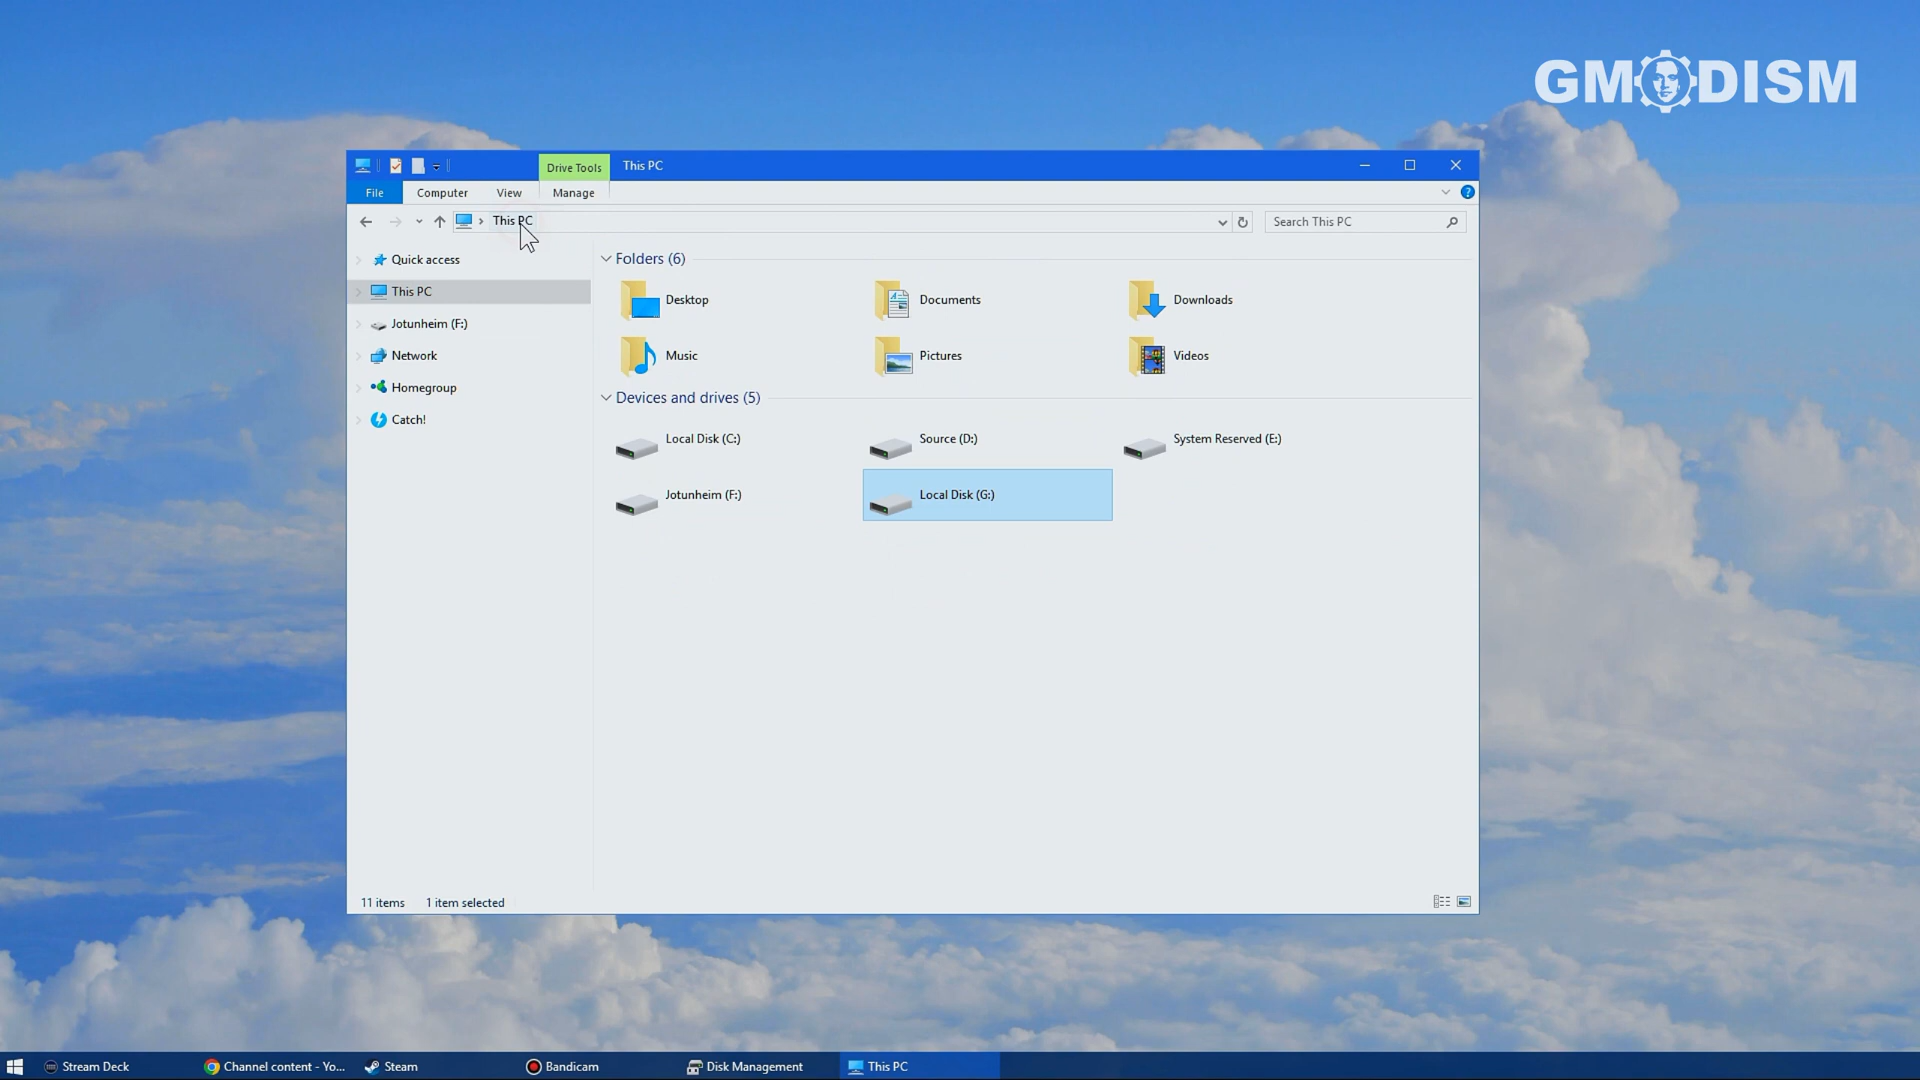 GMODISM
Drive Tools
This PC
File
Computer
View
Manage
This PC
Search This PC
Quick access
This PC
Jotunheim (F:)
Network
Homegroup
Catch!
Folders (6)
Desktop
Documents
Downloads
Music
Pictures
Videos
Devices and drives (5)
Local Disk (C:)
Source (D:)
System Reserved (E:)
Jotunheim (F:)
Local Disk (G:)
11 items
1 item selected
Stream Deck
Channel content - Yo...
Steam
Bandicam
Disk Management
This PC